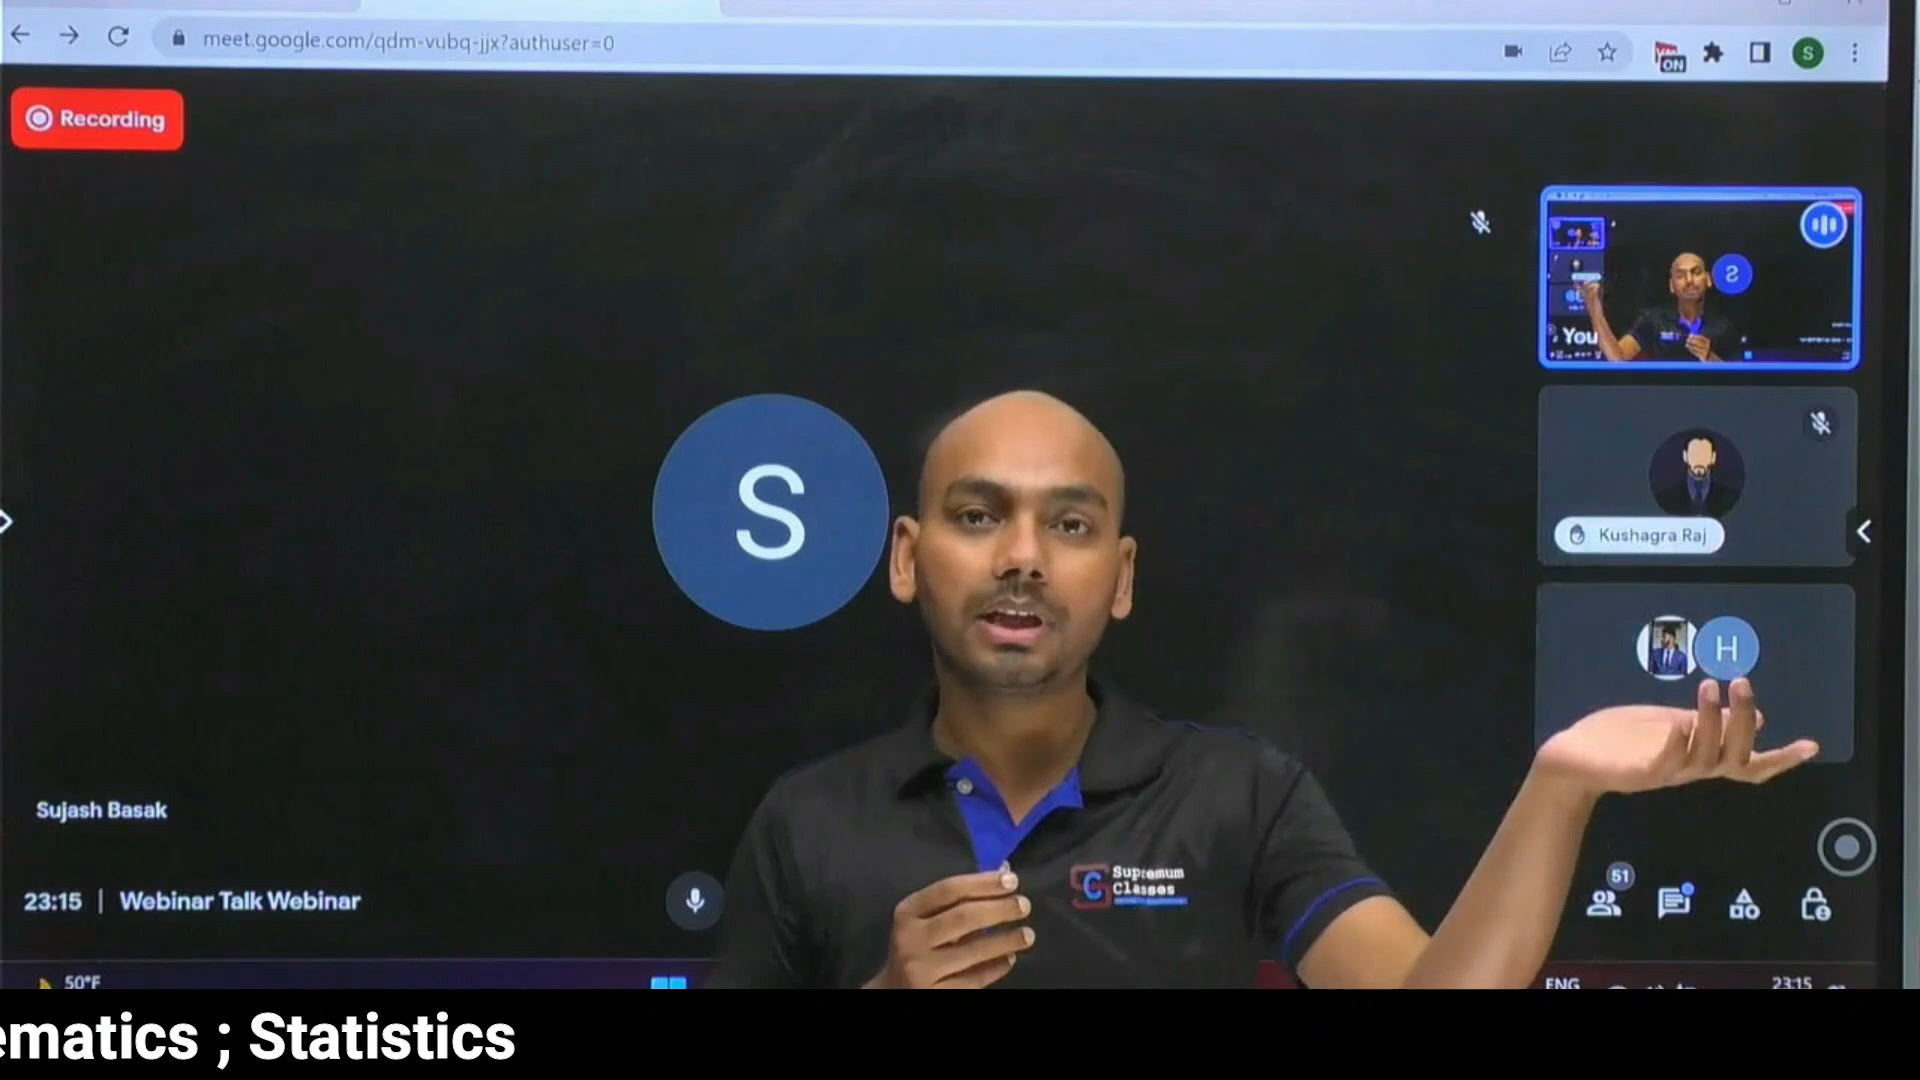 meet.google.com/qdm-vubq-jjx?authuser=0
ON
S
Recording
S
You
S
Kushagra Raj
H
Sujash Basak
Supremum
Classes
51
23:15 | Webinar Talk Webinar
50°F
ENG
23:15
ematics ; Statistics